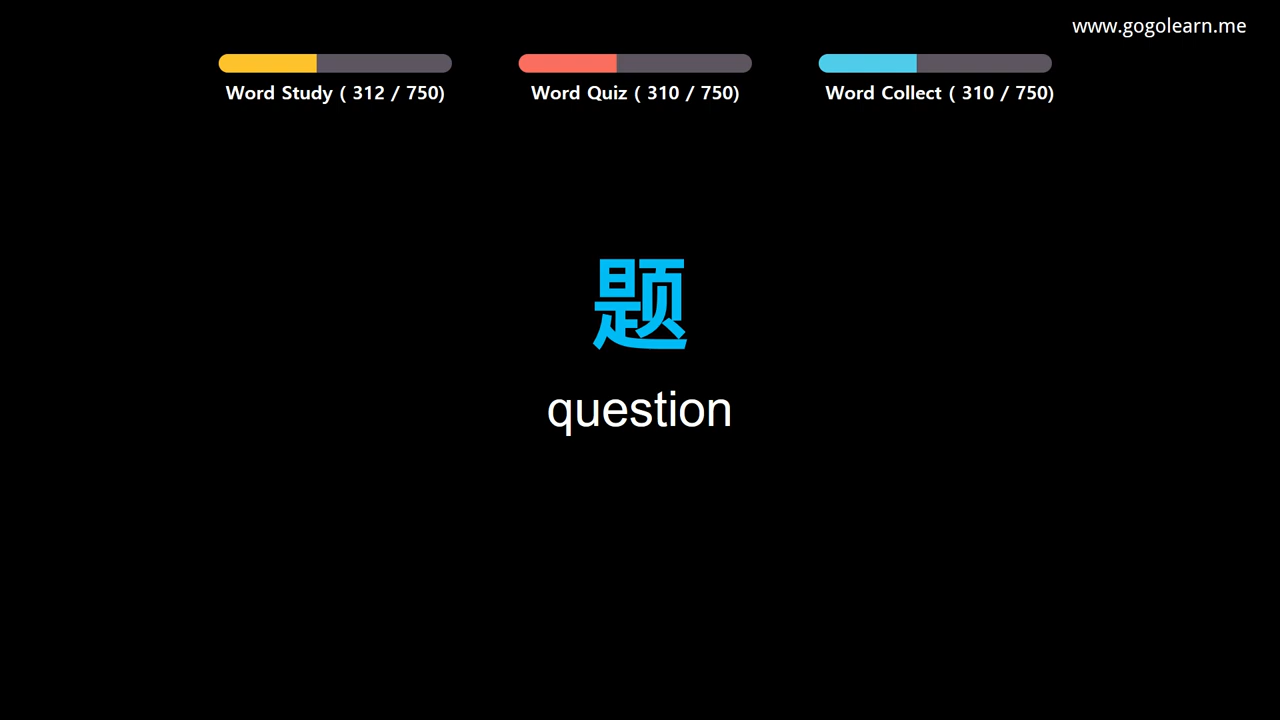 www.gogolearn.me
Word Study ( 312 / 750)
Word Quiz ( 310 / 750)
Word Collect ( 310 / 750)
题
question